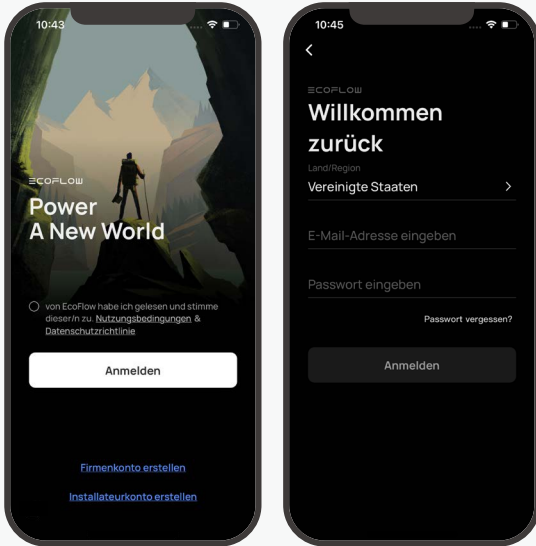 10:43
ECOFLOW
Power
A New World
von EcoFlow habe ich gelesen und stimme
dieser/n zu. Nutzungsbedingungen &
Datenschutzrichtlinie
Anmelden
Firmenkonto erstellen
Installateurkonto erstellen
10:45
ECOFLOW
Willkommen
zurück
Land/Region
Vereinigte Staaten
E-Mail-Adresse eingeben
Passwort eingeben
Passwort vergessen?
Anmelden